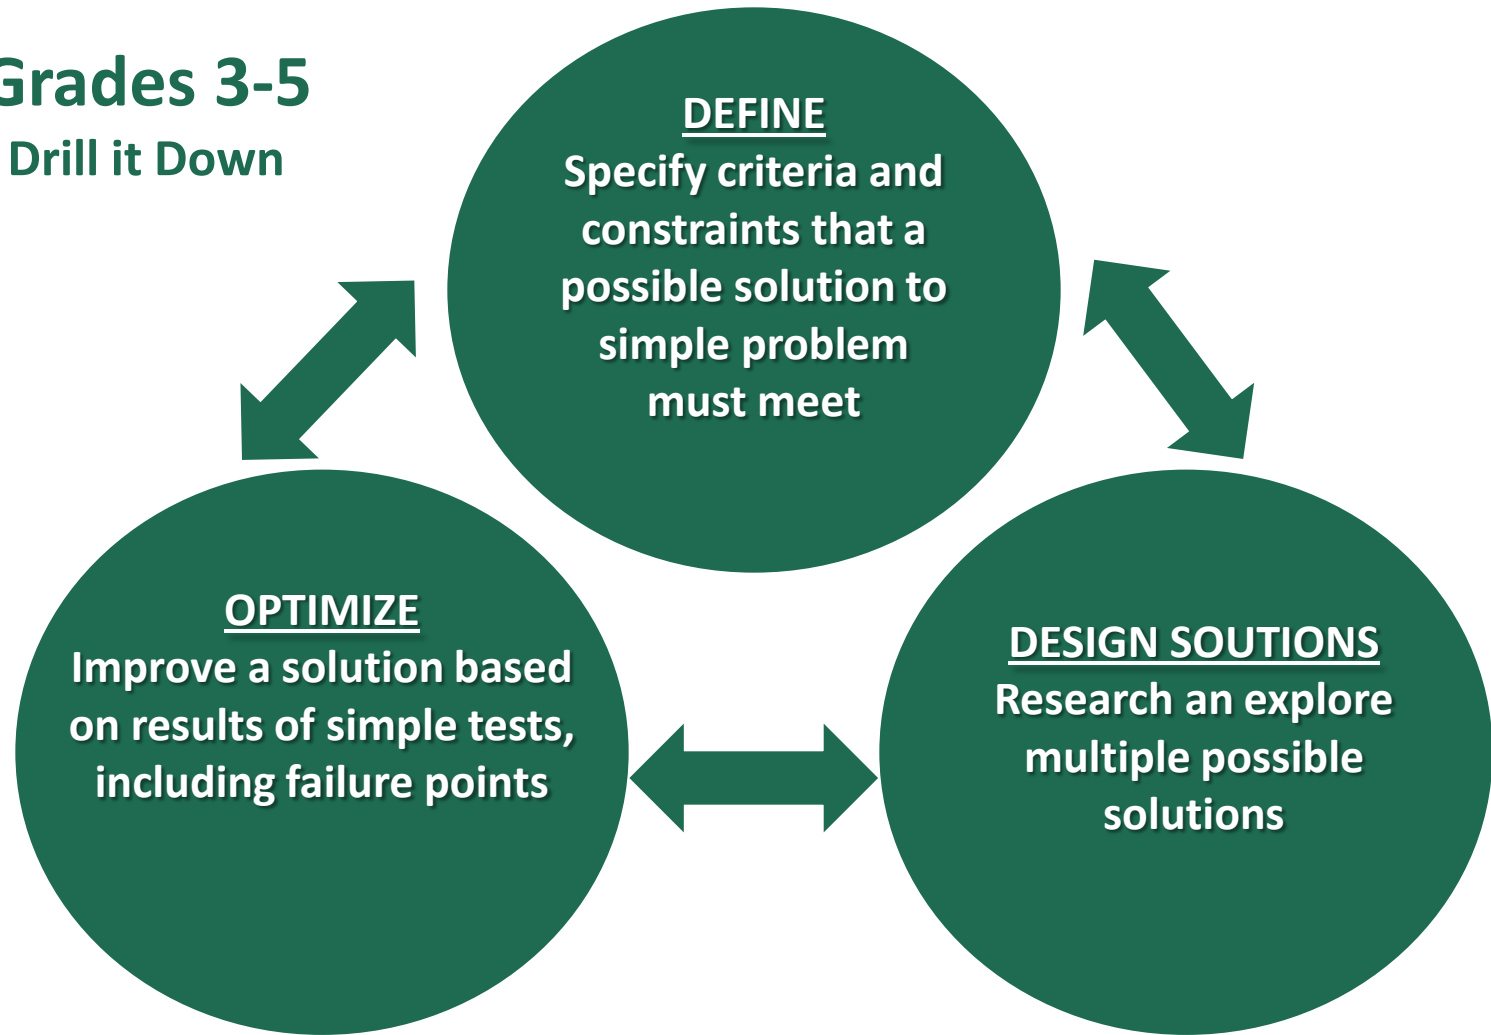 Grades 3-5
Drill it Down
DEFINE
Specify criteria and
constraints that a
possible solution to
simple problem
must meet
OPTIMIZE
Improve a solution based
on results of simple tests,
including failure points
DESIGN SOUTIONS
Research an explore
multiple possible
solutions